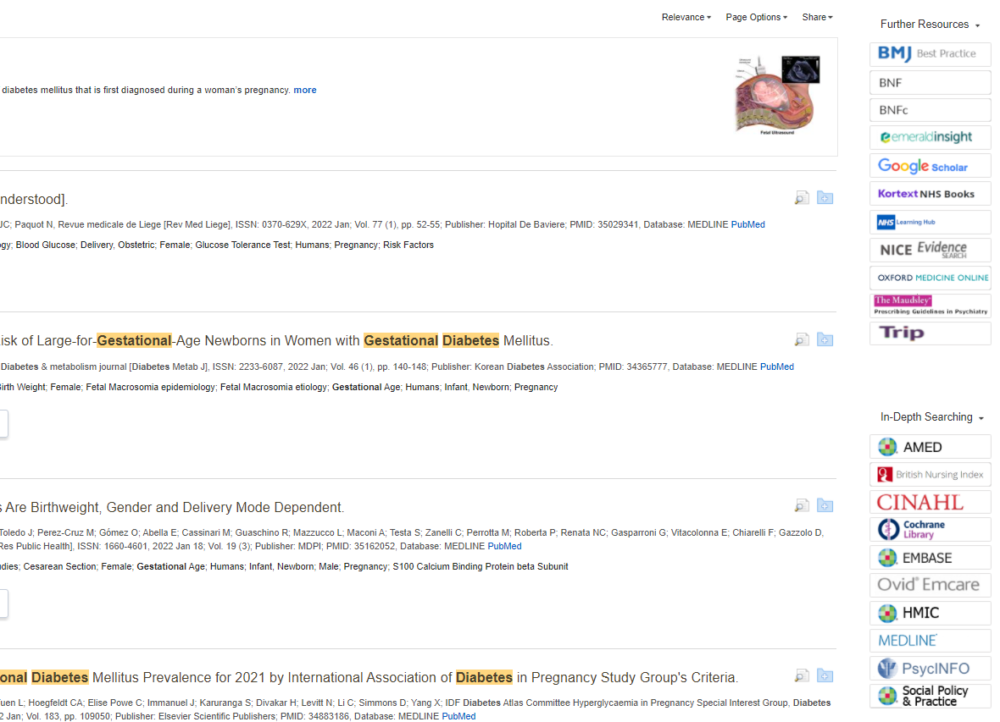 Relevance Page Options Share
diabetes mellitus that is first diagnosed during a woman's pregnancy. more
Fetal Ultrasound
nderstood].
JC; Paquot N, Revue medicale de Liege [Rev Med Liege], ISSN: 0370-629X, 2022 Jan; Vol. 77 (1), pp. 52-55; Publisher: Hopital De Baviere; PMID: 35029341, Database: MEDLINE PubMed
ogy; Blood Glucose; Delivery, Obstetric; Female; Glucose Tolerance Test; Humans; Pregnancy; Risk Factors
isk of Large-for-Gestational-Age Newborns in Women with Gestational Diabetes Mellitus.
Diabetes & metabolism journal [Diabetes Metab J], ISSN: 2233-6087, 2022 Jan; Vol. 46 (1), pp. 140-148; Publisher: Korean Diabetes Association; PMID: 34365777, Database: MEDLINE PubMed
Birth Weight; Female; Fetal Macrosomia epidemiology; Fetal Macrosomia etiology; Gestational Age; Humans; Infant, Newborn; Pregnancy
s Are Birthweight, Gender and Delivery Mode Dependent.
Toledo J; Perez-Cruz M; Gómez O; Abella E; Cassinari M; Guaschino R; Mazzucco L; Maconi A; Testa S; Zanelli C; Perrotta M; Roberta P; Renata NC; Gasparroni G; Vitacolonna E; Chiarelli F; Gazzolo D,
Res Public Health], ISSN: 1660-4601, 2022 Jan 18; Vol. 19 (3); Publisher: MDPI; PMID: 35162052, Database: MEDLINE PubMed
udies; Cesarean Section; Female; Gestational Age; Humans; Infant, Newborn; Male; Pregnancy; S100 Calcium Binding Protein beta Subunit
onal Diabetes Mellitus Prevalence for 2021 by International Association of Diabetes in Pregnancy Study Group's Criteria.
Yuen L; Hoegfeldt CA; Elise Powe C; Immanuel J; Karuranga S; Divakar H; Levitt N; Li C; Simmons D; Yang X; IDF Diabetes Atlas Committee Hyperglycaemia in Pregnancy Special Interest Group, Diabetes
2 Jan; Vol. 183, pp. 109050; Publisher: Elsevier Scientific Publishers; PMID: 34883186, Database: MEDLINE PubMed
Further Resources
BMJ Best Practice
BNF
BNFc
emeraldinsight
Google Scholar
Kortext NHS Books
NHS Learning Hub
NICE Evidence
SEARCH
OXFORD MEDICINE ONLINE
The Maudsley
Prescribing Guidelines in Psychiatry
Trip
In-Depth Searching
AMED
British Nursing Index
CINAHL
Cochrane
Library
EMBASE
Ovid® Emcare
HMIC
MEDLINE
PsycINFO
Social Policy
& Practice